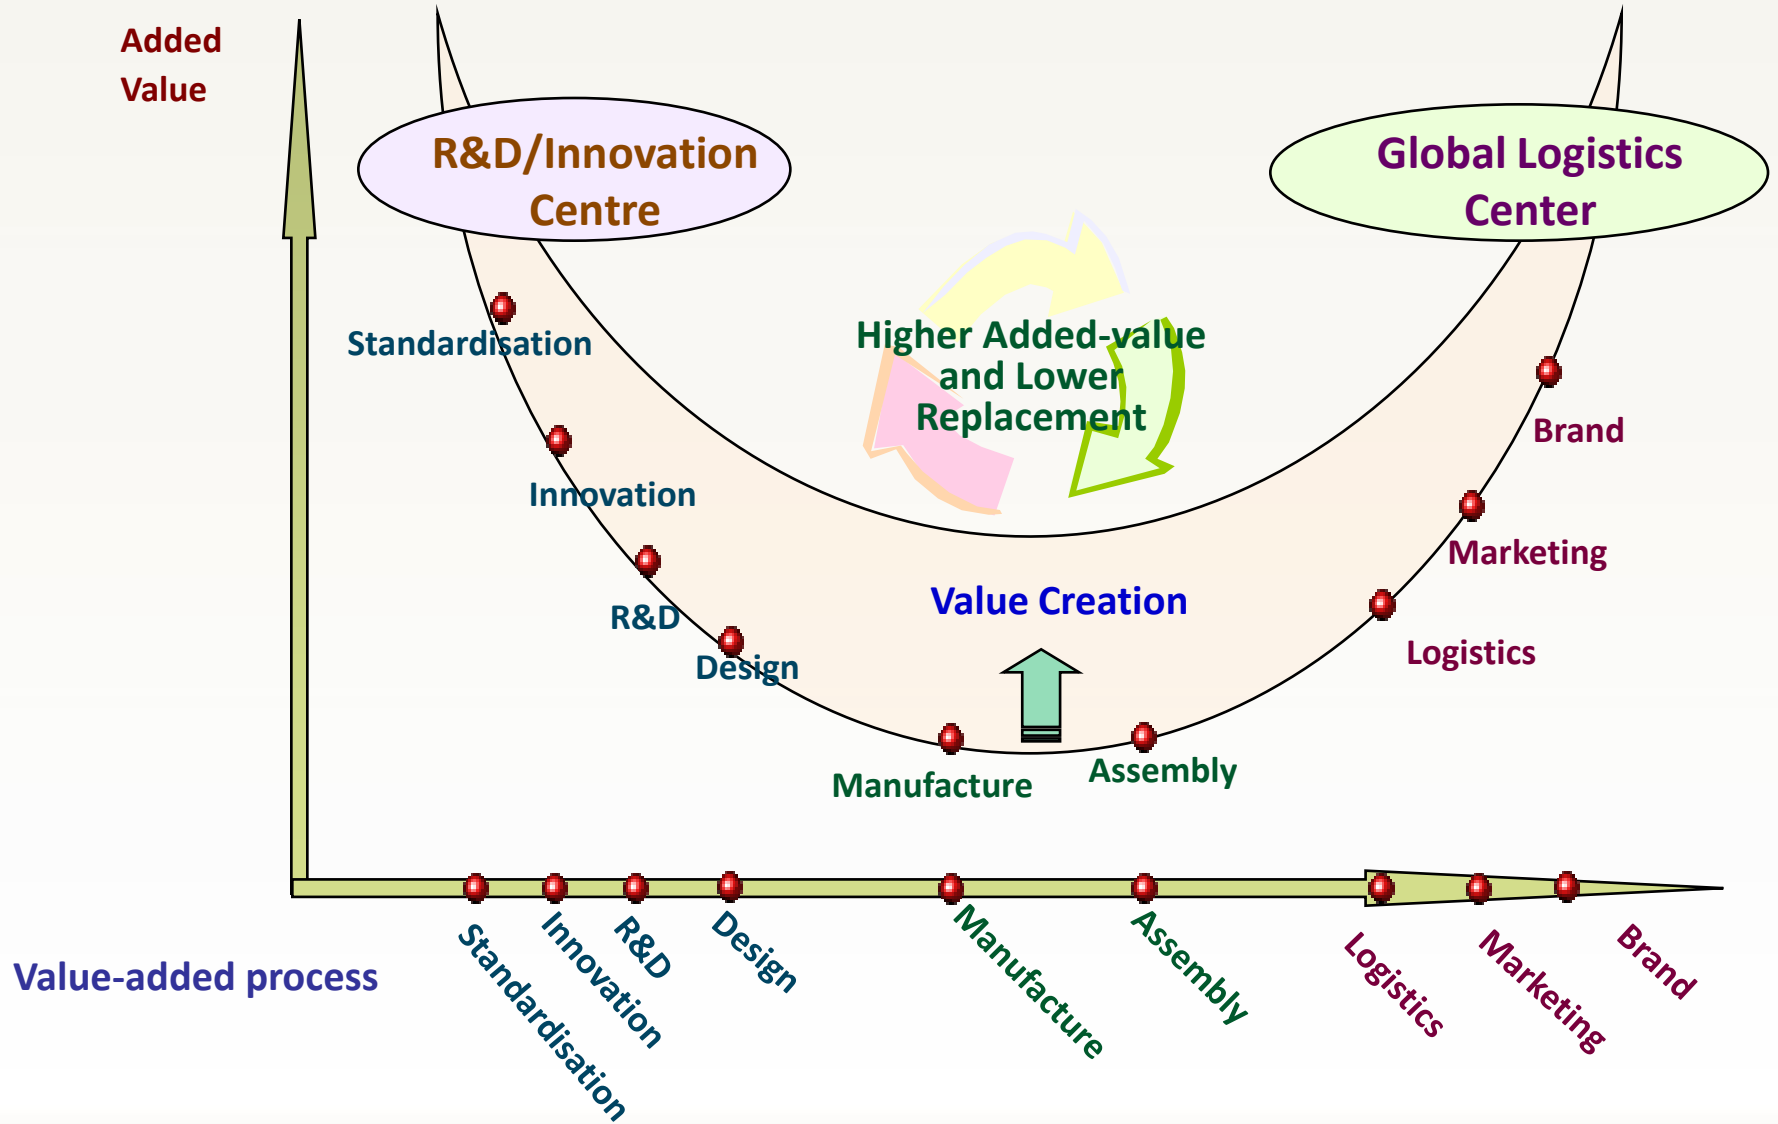 Added
Value
R&D/Innovation
Centre
Global Logistics
Center
Higher Added-value
and Lower
Replacement
Standardisation
Innovation
R&D
Design
Value Creation
Manufacture
Assembly
Brand
Marketing
Logistics
Value-added process
Standardisation
Innovation
R&D
Design
Manufacture
Assembly
Logistics
Marketing
Brand